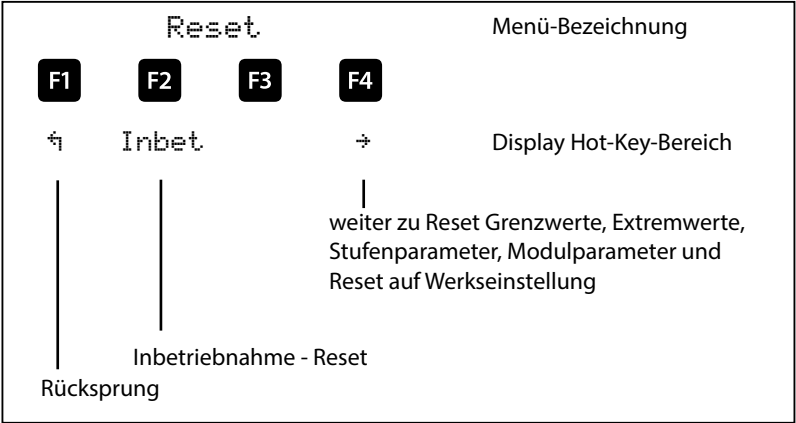 Reset Menü-Bezeichnung
F1 F2 F3 F4
↰ Inbet → Display Hot-Key-Bereich
weiter zu Reset Grenzwerte, Extremwerte,
Stufenparameter, Modulparameter und
Reset auf Werkseinstellung
Inbetriebnahme - Reset
Rücksprung